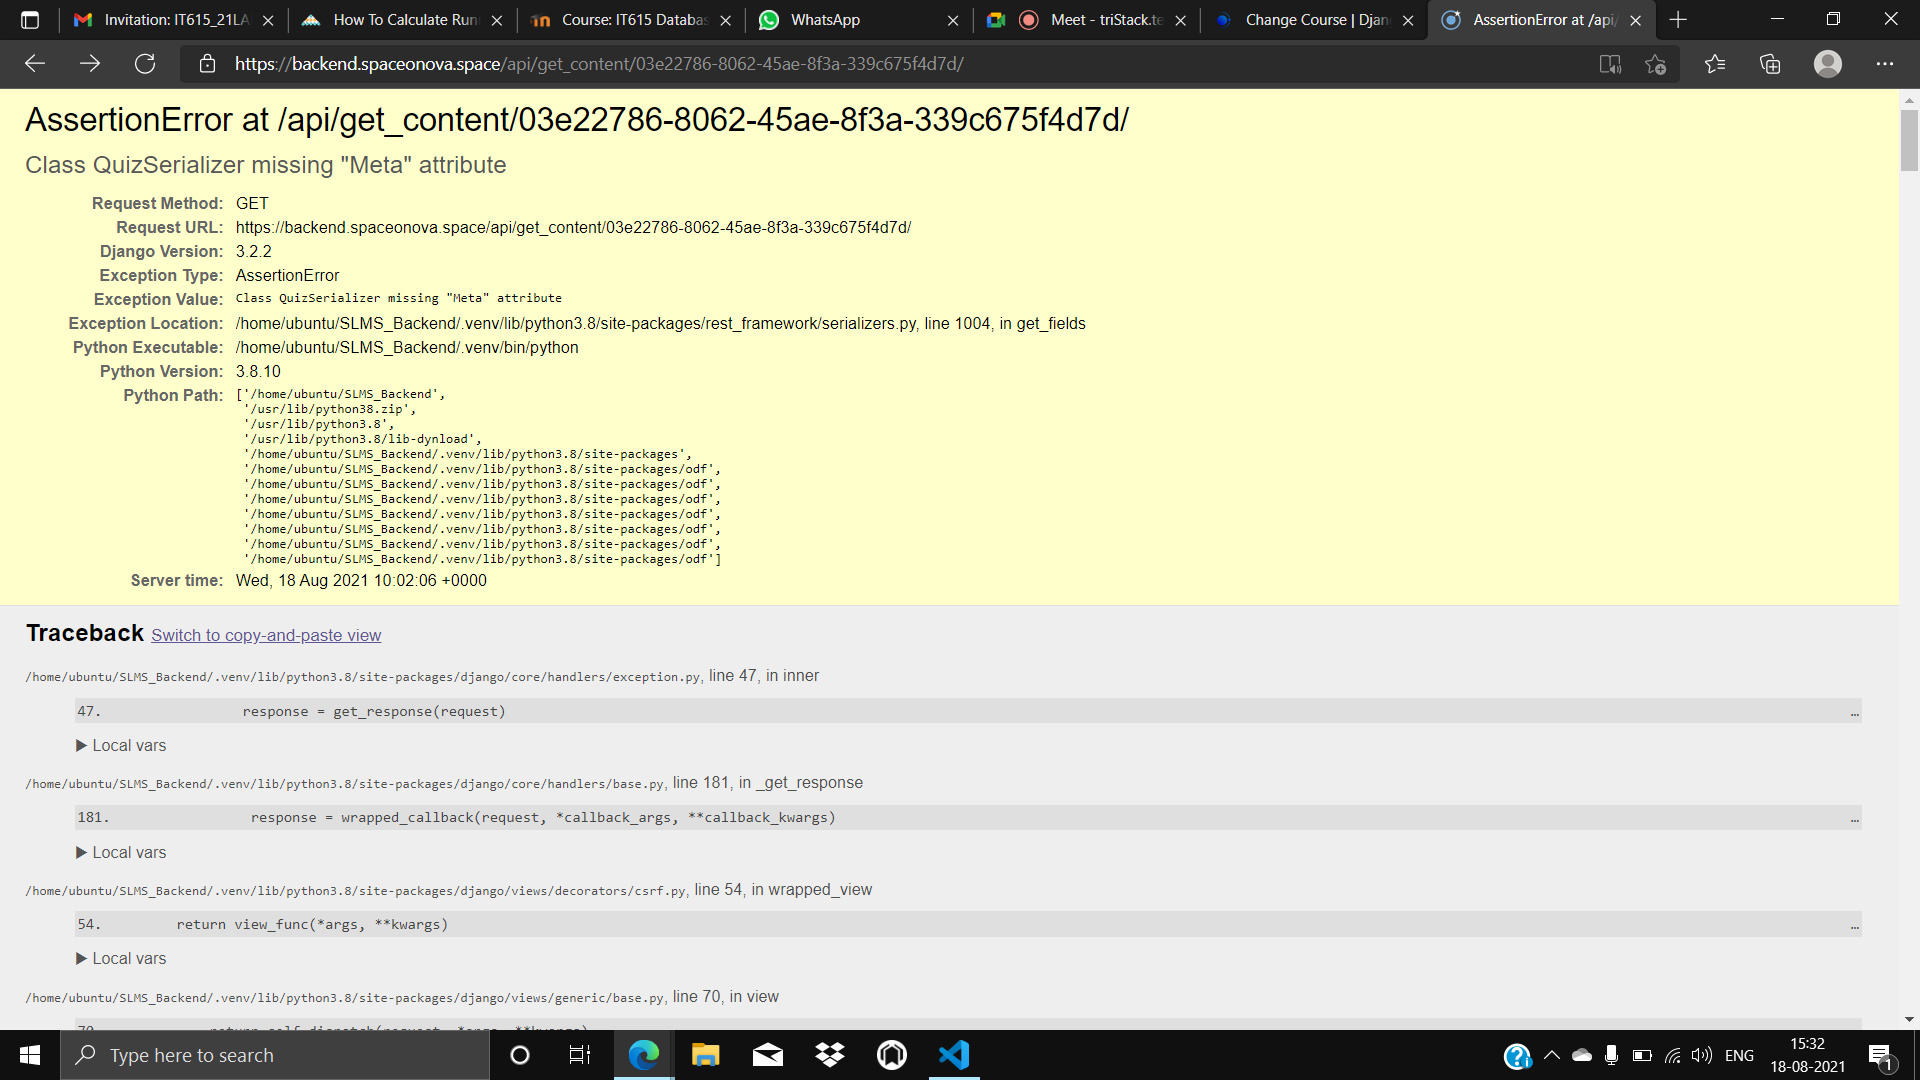 Invitation: IT615_21LA
How To Calculate Run
Course: IT615 Databas
WhatsApp
Meet - triStack.te
Change Course | Djan
AssertionError at /api/
https://backend.spaceonova.space/api/get_content/03e22786-8062-45ae-8f3a-339c675f4d7d/
AssertionError at /api/get_content/03e22786-8062-45ae-8f3a-339c675f4d7d/
Class QuizSerializer missing "Meta" attribute
Request Method: GET
Request URL: https://backend.spaceonova.space/api/get_content/03e22786-8062-45ae-8f3a-339c675f4d7d/
Django Version: 3.2.2
Exception Type: AssertionError
Exception Value: Class QuizSerializer missing "Meta" attribute
Exception Location: /home/ubuntu/SLMS_Backend/.venv/lib/python3.8/site-packages/rest_framework/serializers.py, line 1004, in get_fields
Python Executable: /home/ubuntu/SLMS_Backend/.venv/bin/python
Python Version: 3.8.10
Python Path: ['/home/ubuntu/SLMS_Backend',
'/usr/lib/python38.zip',
'/usr/lib/python3.8',
'/usr/lib/python3.8/lib-dynload',
'/home/ubuntu/SLMS_Backend/.venv/lib/python3.8/site-packages',
'/home/ubuntu/SLMS_Backend/.venv/lib/python3.8/site-packages/odf',
'/home/ubuntu/SLMS_Backend/.venv/lib/python3.8/site-packages/odf',
'/home/ubuntu/SLMS_Backend/.venv/lib/python3.8/site-packages/odf',
'/home/ubuntu/SLMS_Backend/.venv/lib/python3.8/site-packages/odf',
'/home/ubuntu/SLMS_Backend/.venv/lib/python3.8/site-packages/odf',
'/home/ubuntu/SLMS_Backend/.venv/lib/python3.8/site-packages/odf',
'/home/ubuntu/SLMS_Backend/.venv/lib/python3.8/site-packages/odf']
Server time: Wed, 18 Aug 2021 10:02:06 +0000
Traceback Switch to copy-and-paste view
/home/ubuntu/SLMS_Backend/.venv/lib/python3.8/site-packages/django/core/handlers/exception.py, line 47, in inner
47. response = get_response(request) …
▶ Local vars
/home/ubuntu/SLMS_Backend/.venv/lib/python3.8/site-packages/django/core/handlers/base.py, line 181, in _get_response
181. response = wrapped_callback(request, *callback_args, **callback_kwargs) …
▶ Local vars
/home/ubuntu/SLMS_Backend/.venv/lib/python3.8/site-packages/django/views/decorators/csrf.py, line 54, in wrapped_view
54. return view_func(*args, **kwargs) …
▶ Local vars
/home/ubuntu/SLMS_Backend/.venv/lib/python3.8/site-packages/django/views/generic/base.py, line 70, in view
70. return self.dispatch(request, *args, **kwargs)
Type here to search
ENG
15:32
18-08-2021
1